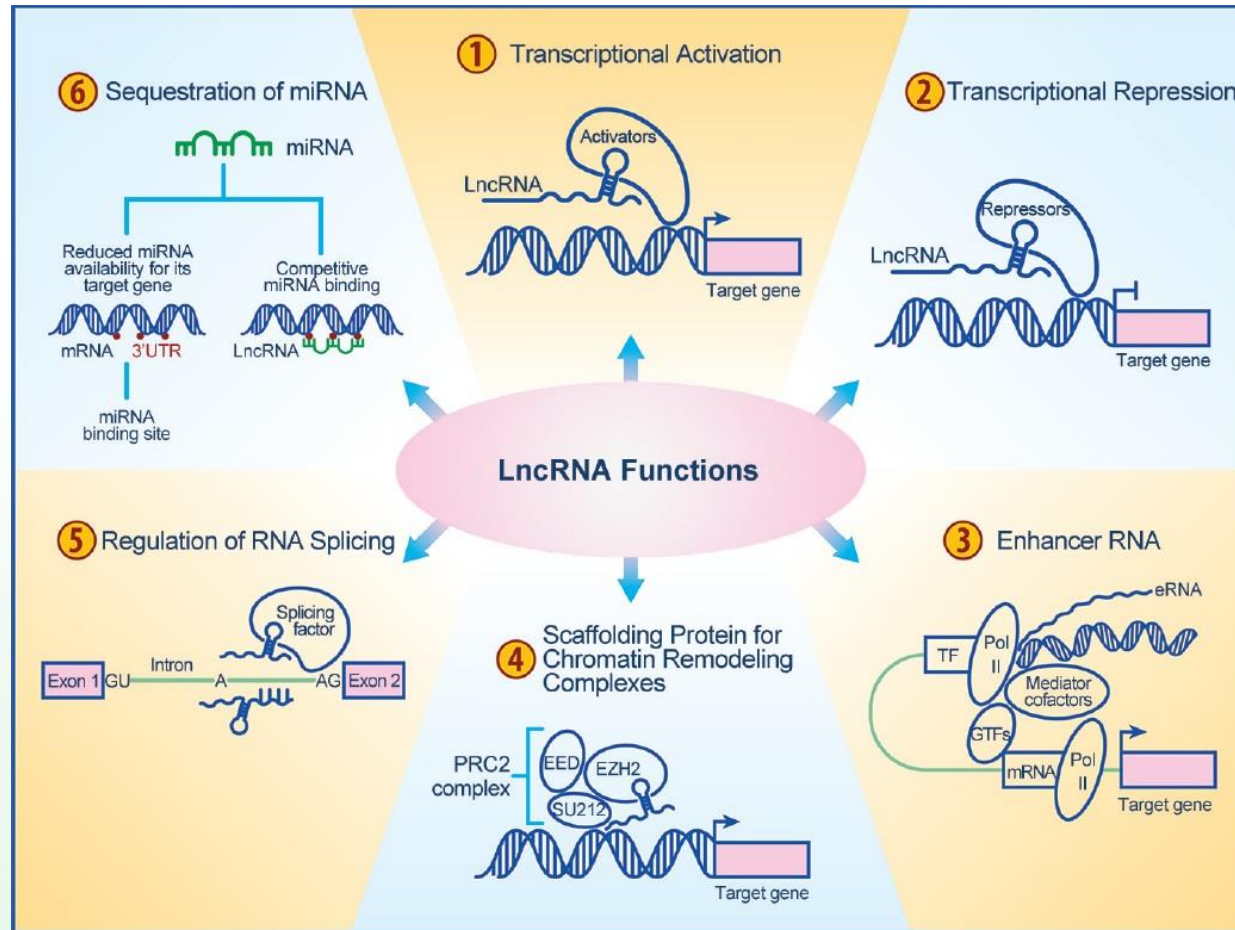 1 Transcriptional Activation
Activators
LncRNA
Target gene
2 Transcriptional Repression
Repressors
LncRNA
Target gene
3 Enhancer RNA
eRNA
TF
Pol
II
Mediator
cofactors
GTFs
mRNA
Pol
II
Target gene
4 Scaffolding Protein for
Chromatin Remodeling
Complexes
PRC2
complex
EED
EZH2
SU212
Target gene
5 Regulation of RNA Splicing
Splicing
factor
Exon 1 GU
Intron
A
AG Exon 2
6 Sequestration of miRNA
miRNA
Reduced miRNA
availability for its
target gene
mRNA 3'UTR
miRNA
binding site
Competitive
miRNA binding
LncRNA
LncRNA Functions